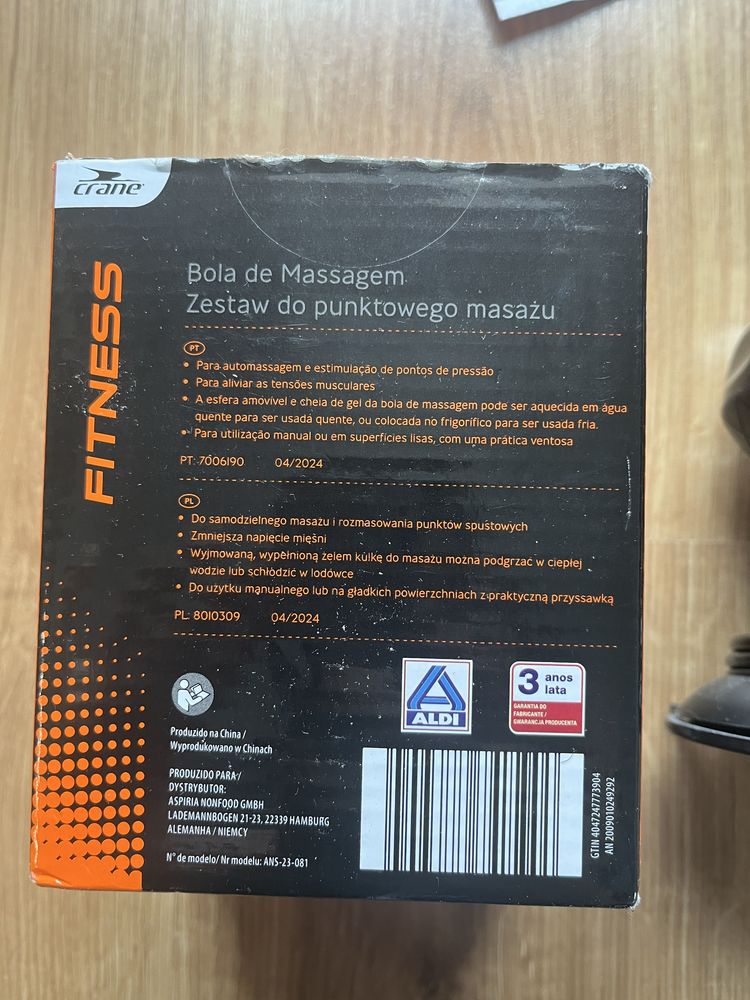 crane
FITNESS
Bola de Massagem
Zestaw do punktowego masażu
PT
• Para automassagem e estimulação de pontos de pressão
• Para aliviar as tensões musculares
• A esfera amovível e cheia de gel da bola de massagem pode ser aquecida em água
quente para ser usada quente, ou colocada no frigorífico para ser usada fria.
• Para utilização manual ou em superfícies lisas, com uma prática ventosa
PT: 7006190 04/2024
PL
• Do samodzielnego masażu i rozmasowania punktów spustowych
• Zmniejsza napięcie mięśni
• Wyjmowaną, wypełnioną żelem kulkę do masażu można podgrzać w ciepłej
wodzie lub schłodzić w lodówce
• Do użytku manualnego lub na gładkich powierzchniach z praktyczną przyssawką
PL: 8010309 04/2024
ALDI
3 anos
lata
GARANTIA DO
FABRICANTE /
GWARANCJA PRODUCENTA
Produzido na China /
Wyprodukowano w Chinach
PRODUZIDO PARA /
DYSTRYBUTOR:
ASPIRIA NONFOOD GMBH
LADEMANNBOGEN 21-23, 22339 HAMBURG
ALEMANHA / NIEMCY
N° de modelo/ Nr modelu: ANS-23-081
GTIN 4047247773904
AN 2009010249292